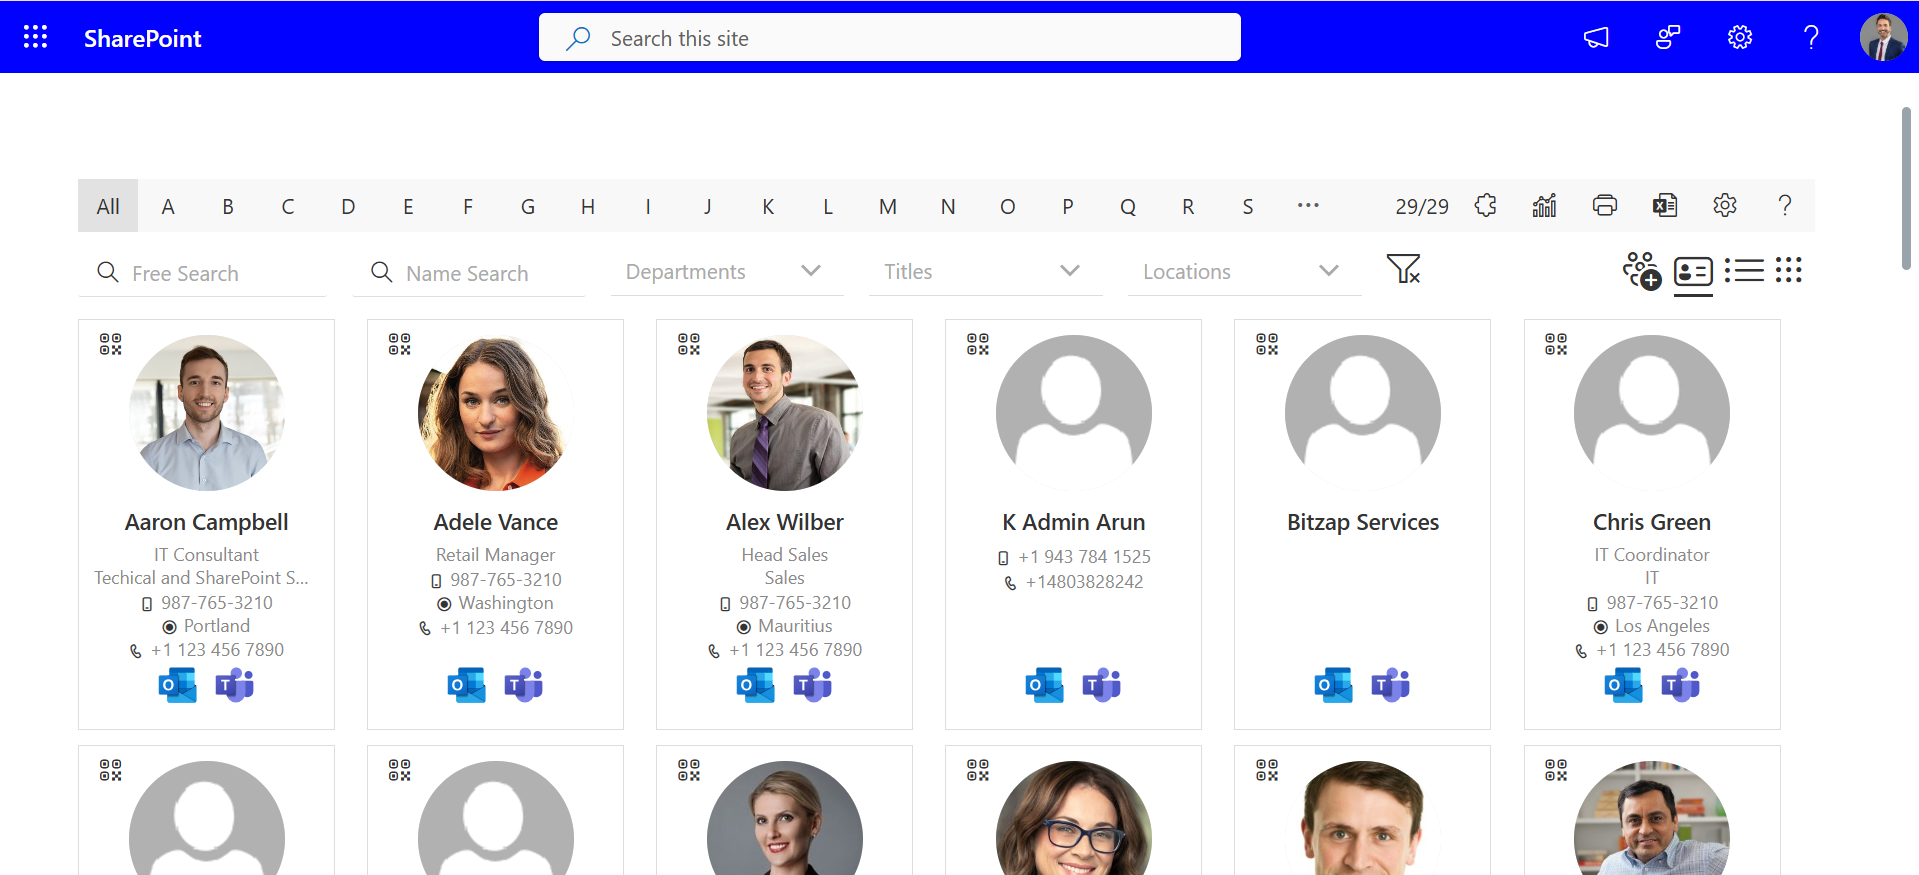 SharePoint
Search this site
All A B C D E F G H I J K L M N O P Q R S ... 29/29 ?
Free Search
Name Search
Departments
Titles
Locations
Aaron Campbell
IT Consultant
Techical and SharePoint S...
987-765-3210
Portland
+1 123 456 7890
Adele Vance
Retail Manager
987-765-3210
Washington
+1 123 456 7890
Alex Wilber
Head Sales
Sales
987-765-3210
Mauritius
+1 123 456 7890
K Admin Arun
+1 943 784 1525
+14803828242
Bitzap Services
Chris Green
IT Coordinator
IT
987-765-3210
Los Angeles
+1 123 456 7890